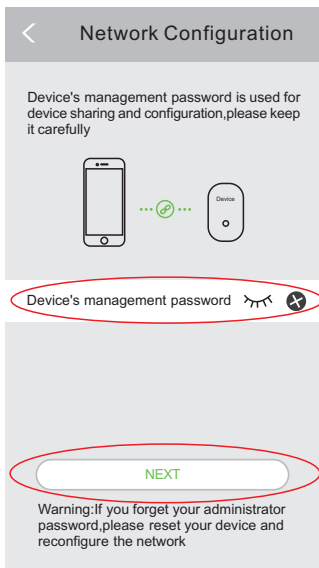 Network Configuration
Device's management password is used for
device sharing and configuration,please keep
it carefully
Device
Device's management password
NEXT
Warning:If you forget your administrator
password,please reset your device and
reconfigure the network